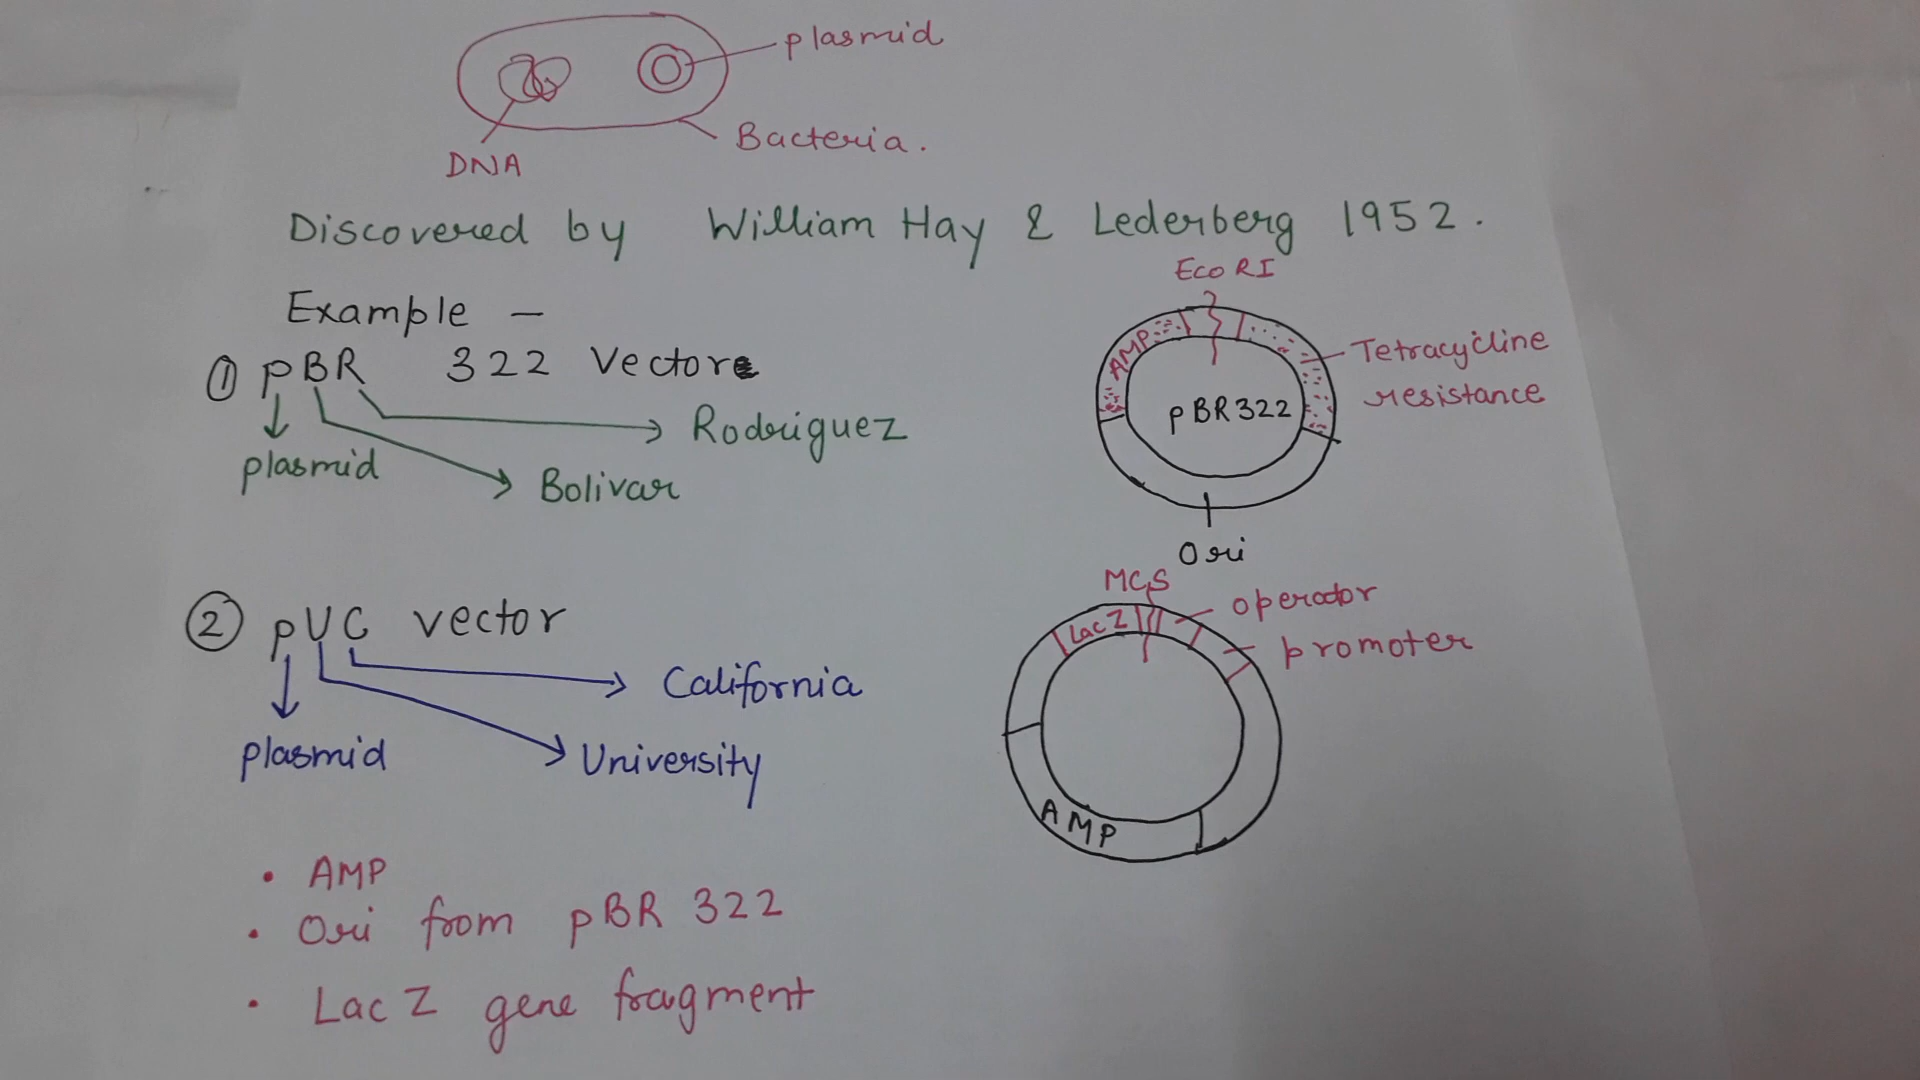 plasmid
Bacteria.
DNA
Discovered by William Hay & Lederberg 1952.
Example -
① pBR 322 Vector
plasmid
Bolivar
Rodriguez
Eco RI
AMP
Tetracycline
resistance
pBR322
Ori
② pUC vector
plasmid
University
California
MCS
Lac Z
operator
promoter
AMP
• AMP
• Ori from pBR 322
• Lac Z gene fragment